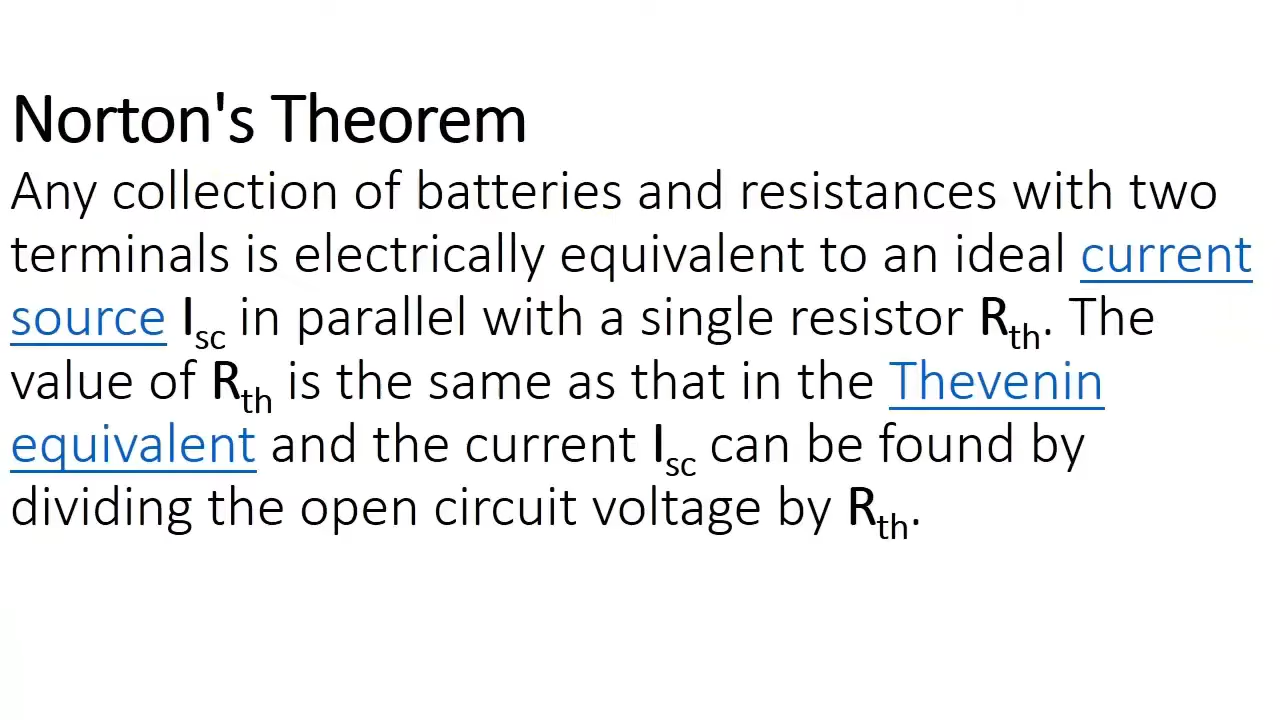 Norton's Theorem
Any collection of batteries and resistances with two
terminals is electrically equivalent to an ideal current
source Isc in parallel with a single resistor Rth. The
value of Rth is the same as that in the Thevenin
equivalent and the current Isc can be found by
dividing the open circuit voltage by Rth.